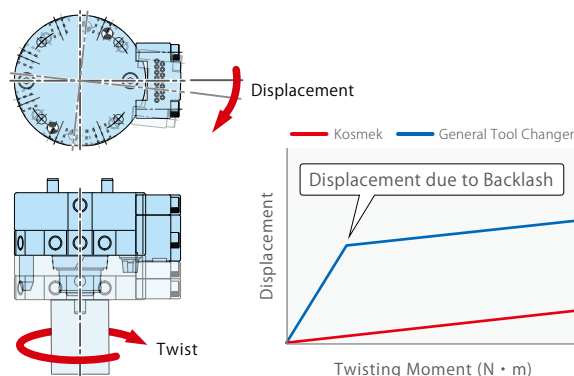 Displacement
Kosmek
General Tool Changer
Displacement due to Backlash
Displacement
Twist
Twisting Moment (N・m)